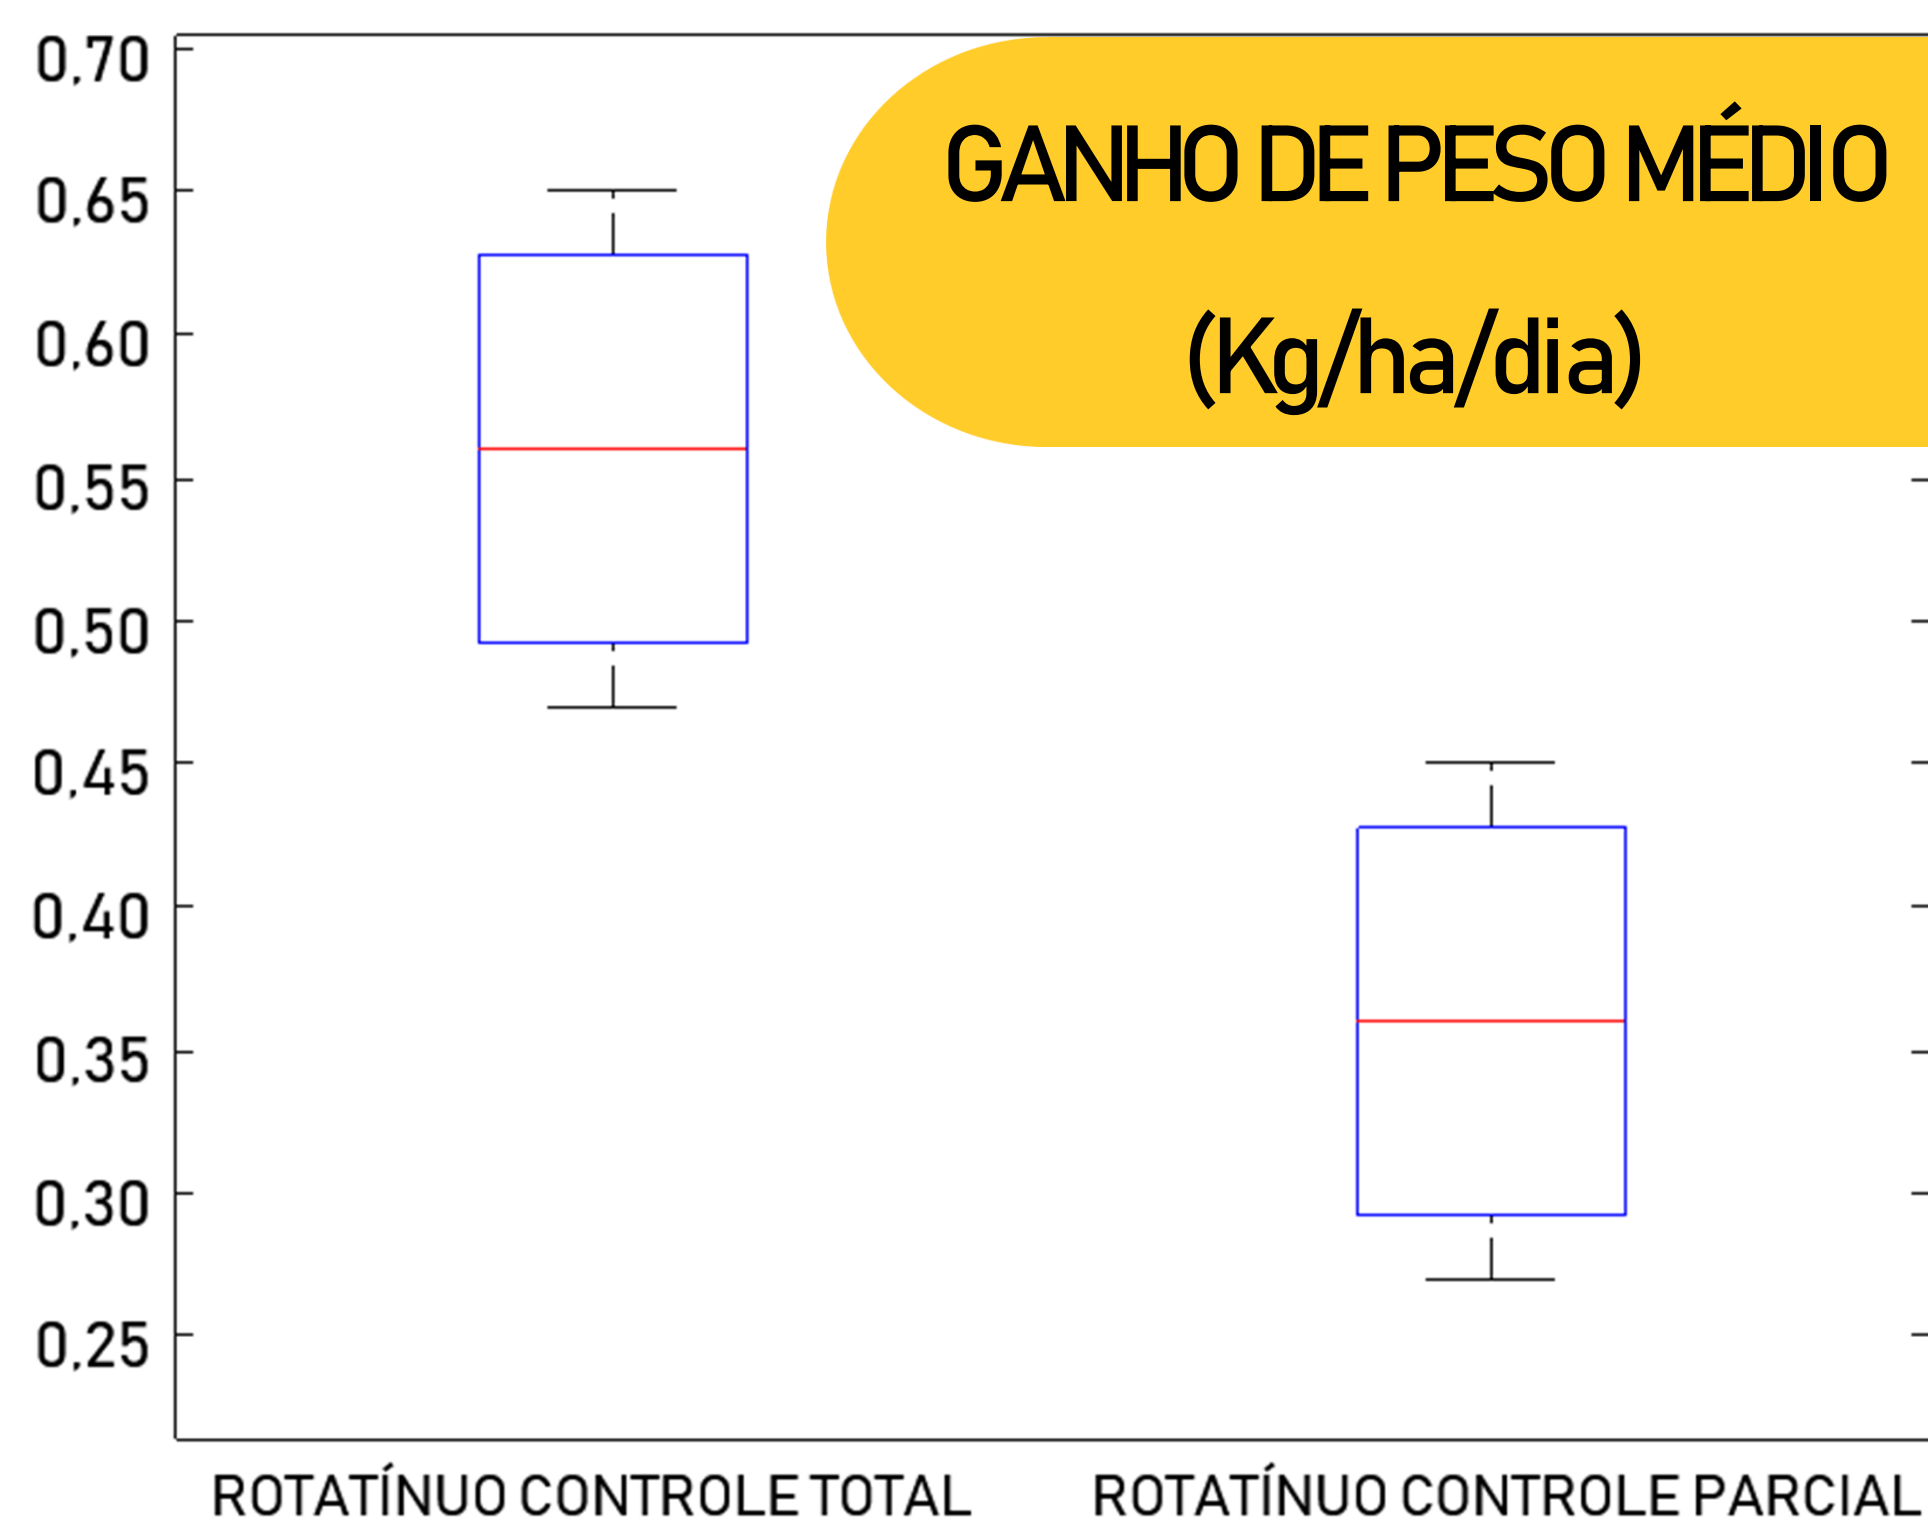 GANHO DE PESO MÉDIO
(Kg/ha/dia)
0,70
0,65
0,60
0,55
0,50
0,45
0,40
0,35
0,30
0,25
ROTATÍNUO CONTROLE TOTAL
ROTATÍNUO CONTROLE PARCIAL